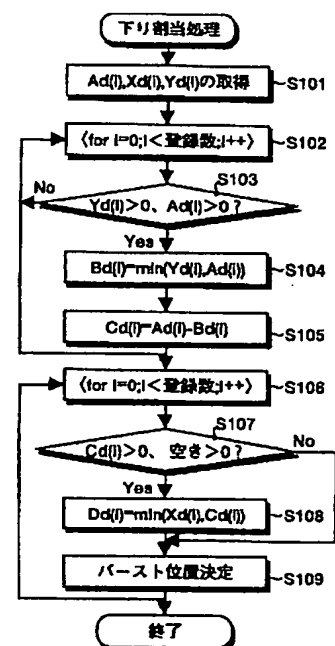 下り割当処理
Ad(i),Xd(i),Yd(i)の取得
S101
〈for i=0;i<登録数;i++〉
S102
S103
No
Yd(i)>0、Ad(i)>0?
Yes
Bd(i)=min(Yd(i),Ad(i))
S104
Cd(i)=Ad(i)-Bd(i)
S105
〈for i=0;i<登録数;i++〉
S106
S107
No
Cd(i)>0、空き>0?
Yes
Dd(i)=min(Xd(i),Cd(i))
S108
バースト位置決定
S109
終了